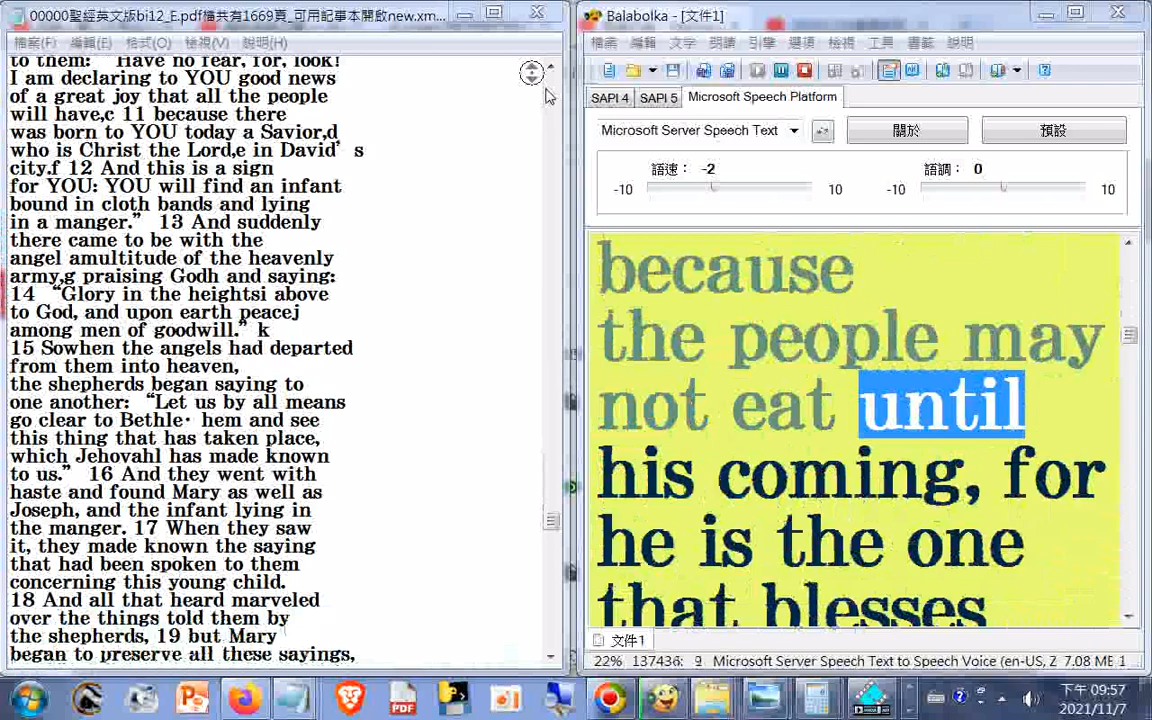 00000聖經英文版bi12_E.pdf檔共有1669頁_可用記事本開啟new.xm...
檔案(F) 編輯(E) 格式(O) 檢視(V) 說明(H)
to them: “Have no fear, for, look!
I am declaring to YOU good news
of a great joy that all the people
will have,c 11 because there
was born to YOU today a Savior,d
who is Christ the Lord,e in David’s
city.f 12 And this is a sign
for YOU: YOU will find an infant
bound in cloth bands and lying
in a manger.” 13 And suddenly
there came to be with the
angel amultitude of the heavenly
army,g praising Godh and saying:
14 “Glory in the heightsi above
to God, and upon earth peacej
among men of goodwill.” k
15 Sowhen the angels had departed
from them into heaven,
the shepherds began saying to
one another: “Let us by all means
go clear to Bethle· hem and see
this thing that has taken place,
which Jehovahl has made known
to us.” 16 And they went with
haste and found Mary as well as
Joseph, and the infant lying in
the manger. 17 When they saw
it, they made known the saying
that had been spoken to them
concerning this young child.
18 And all that heard marveled
over the things told them by
the shepherds, 19 but Mary
began to preserve all these sayings,
Balabolka - [文件1]
檔案 編輯 文字 朗讀 引擎 選項 檢視 工具 書籤 說明
SAPI 4 SAPI 5 Microsoft Speech Platform
Microsoft Server Speech Text 關於 預設
語速： -2 語調： 0
-10 10 -10 10
because
the people may
not eat until
his coming, for
he is the one
that blesses
文件1
22% 137436: 9 Microsoft Server Speech Text to Speech Voice (en-US, Z 7.08 MB 1
下午 09:57
2021/11/7